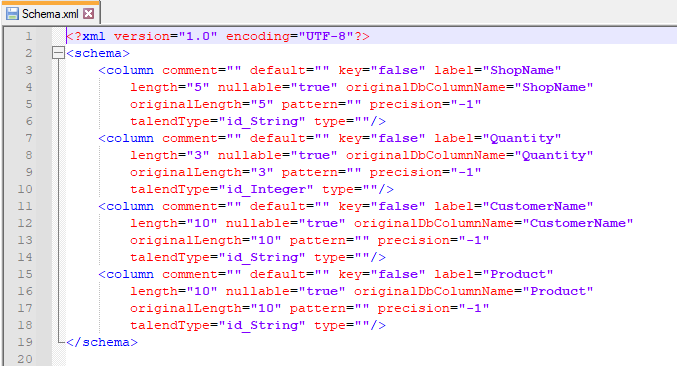 Schema.xml
1 <?xml version="1.0" encoding="UTF-8"?>
2 <schema>
3 <column comment="" default="" key="false" label="ShopName"
4 length="5" nullable="true" originalDbColumnName="ShopName"
5 originalLength="5" pattern="" precision="-1"
6 talendType="id_String" type=""/>
7 <column comment="" default="" key="false" label="Quantity"
8 length="3" nullable="true" originalDbColumnName="Quantity"
9 originalLength="3" pattern="" precision="-1"
10 talendType="id_Integer" type=""/>
11 <column comment="" default="" key="false" label="CustomerName"
12 length="10" nullable="true" originalDbColumnName="CustomerName"
13 originalLength="10" pattern="" precision="-1"
14 talendType="id_String" type=""/>
15 <column comment="" default="" key="false" label="Product"
16 length="10" nullable="true" originalDbColumnName="Product"
17 originalLength="10" pattern="" precision="-1"
18 talendType="id_String" type=""/>
19 </schema>
20